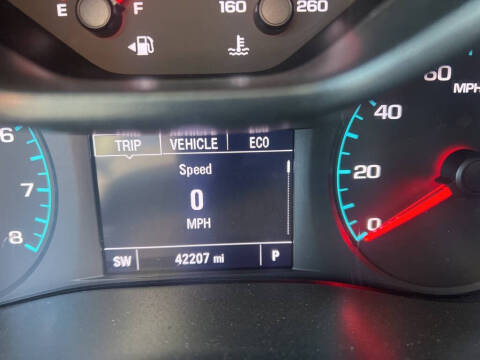 E F
160 260
TRIP VEHICLE ECO
Speed
0
MPH
SW 42207 mi P
6
7
8
60
MPH
40
20
0